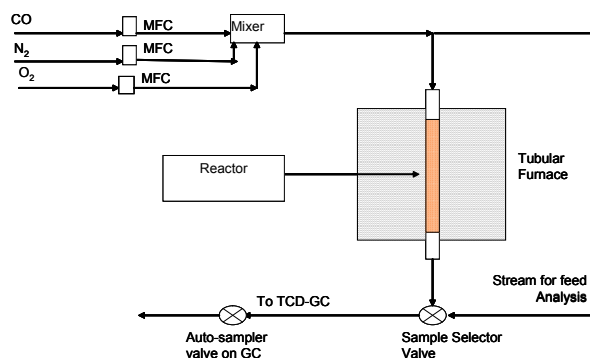 CO
MFC
Mixer
N2
MFC
O2
MFC
Reactor
Tubular
Furnace
Stream for feed
Analysis
To TCD-GC
Auto-sampler
valve on GC
Sample Selector
Valve